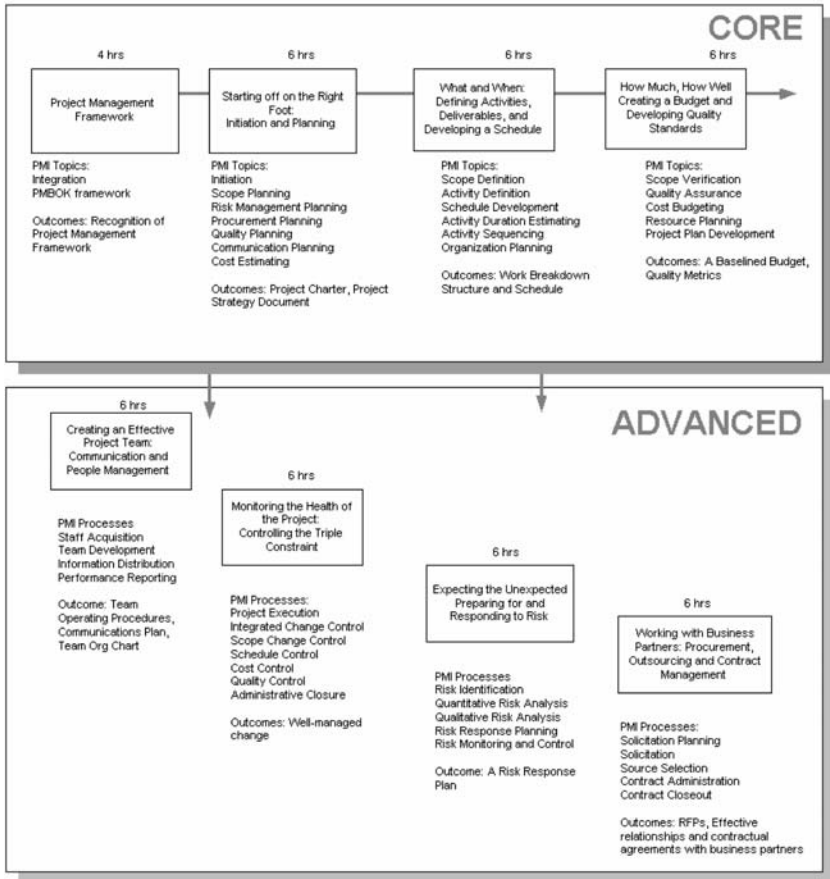 CORE
4 hrs
Project Management
Framework
PMI Topics:
Integration
PMBOK framework
Outcomes: Recognition of
Project Management
Framework
6 hrs
Starting off on the Right
Foot:
Initiation and Planning
PMI Topics:
Initiation
Scope Planning
Risk Management Planning
Procurement Planning
Quality Planning
Communication Planning
Cost Estimating
Outcomes: Project Charter, Project
Strategy Document
6 hrs
What and When:
Defining Activities,
Deliverables, and
Developing a Schedule
PMI Topics:
Scope Definition
Activity Definition
Schedule Development
Activity Duration Estimating
Activity Sequencing
Organization Planning
Outcomes: Work Breakdown
Structure and Schedule
6 hrs
How Much, How Well
Creating a Budget and
Developing Quality
Standards
PMI Topics:
Scope Verification
Quality Assurance
Cost Budgeting
Resource Planning
Project Plan Development
Outcomes: A Baselined Budget,
Quality Metrics
ADVANCED
6 hrs
Creating an Effective
Project Team:
Communication and
People Management
PMI Processes
Staff Acquisition
Team Development
Information Distribution
Performance Reporting
Outcome: Team
Operating Procedures,
Communications Plan,
Team Org Chart
6 hrs
Monitoring the Health of
the Project:
Controlling the Triple
Constraint
PMI Processes:
Project Execution
Integrated Change Control
Scope Change Control
Schedule Control
Cost Control
Quality Control
Administrative Closure
Outcomes: Well-managed
change
6 hrs
Expecting the Unexpected
Preparing for and
Responding to Risk
PMI Processes
Risk Identification
Quantitative Risk Analysis
Qualitative Risk Analysis
Risk Response Planning
Risk Monitoring and Control
Outcome: A Risk Response
Plan
6 hrs
Working with Business
Partners: Procurement,
Outsourcing and Contract
Management
PMI Processes:
Solicitation Planning
Solicitation
Source Selection
Contract Administration
Contract Closeout
Outcomes: RFPs, Effective
relationships and contractual
agreements with business partners